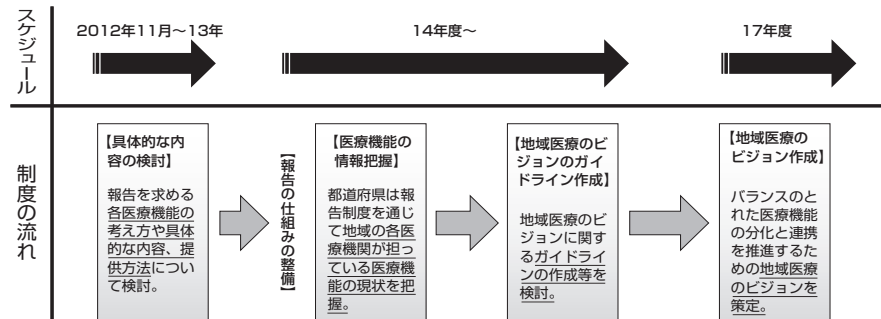 スケジュール
2012年11月～13年
14年度～
17年度
制度の流れ
【具体的な内
容の検討】
報告を求める
各医療機能の
考え方や具体
的な内容、提
供方法につい
て検討。
【報告の仕組みの整備】
【医療機能の
情報把握】
都道府県は報
告制度を通じ
て地域の各医
療機関が担っ
ている医療機
能の現状を把
握。
【地域医療のビ
ジョンのガイ
ドライン作成】
地域医療のビ
ジョンに関す
るガイドライ
ンの作成等を
検討。
【地域医療の
ビジョン作成】
バランスのと
れた医療機能
の分化と連携
を推進するた
めの地域医療
のビジョンを
策定。